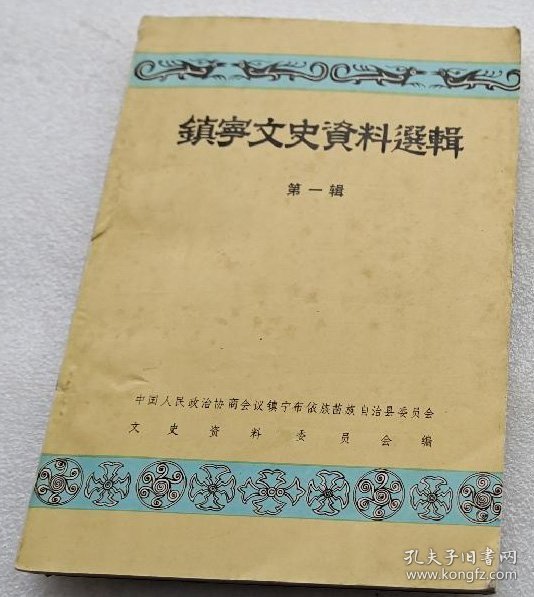 鎮寧文史資料選輯
第一辑
中国人民政治协商会议镇宁布依族苗族自治县委员会
文史资料委员会编
孔夫子旧书网
www.kongfz.com